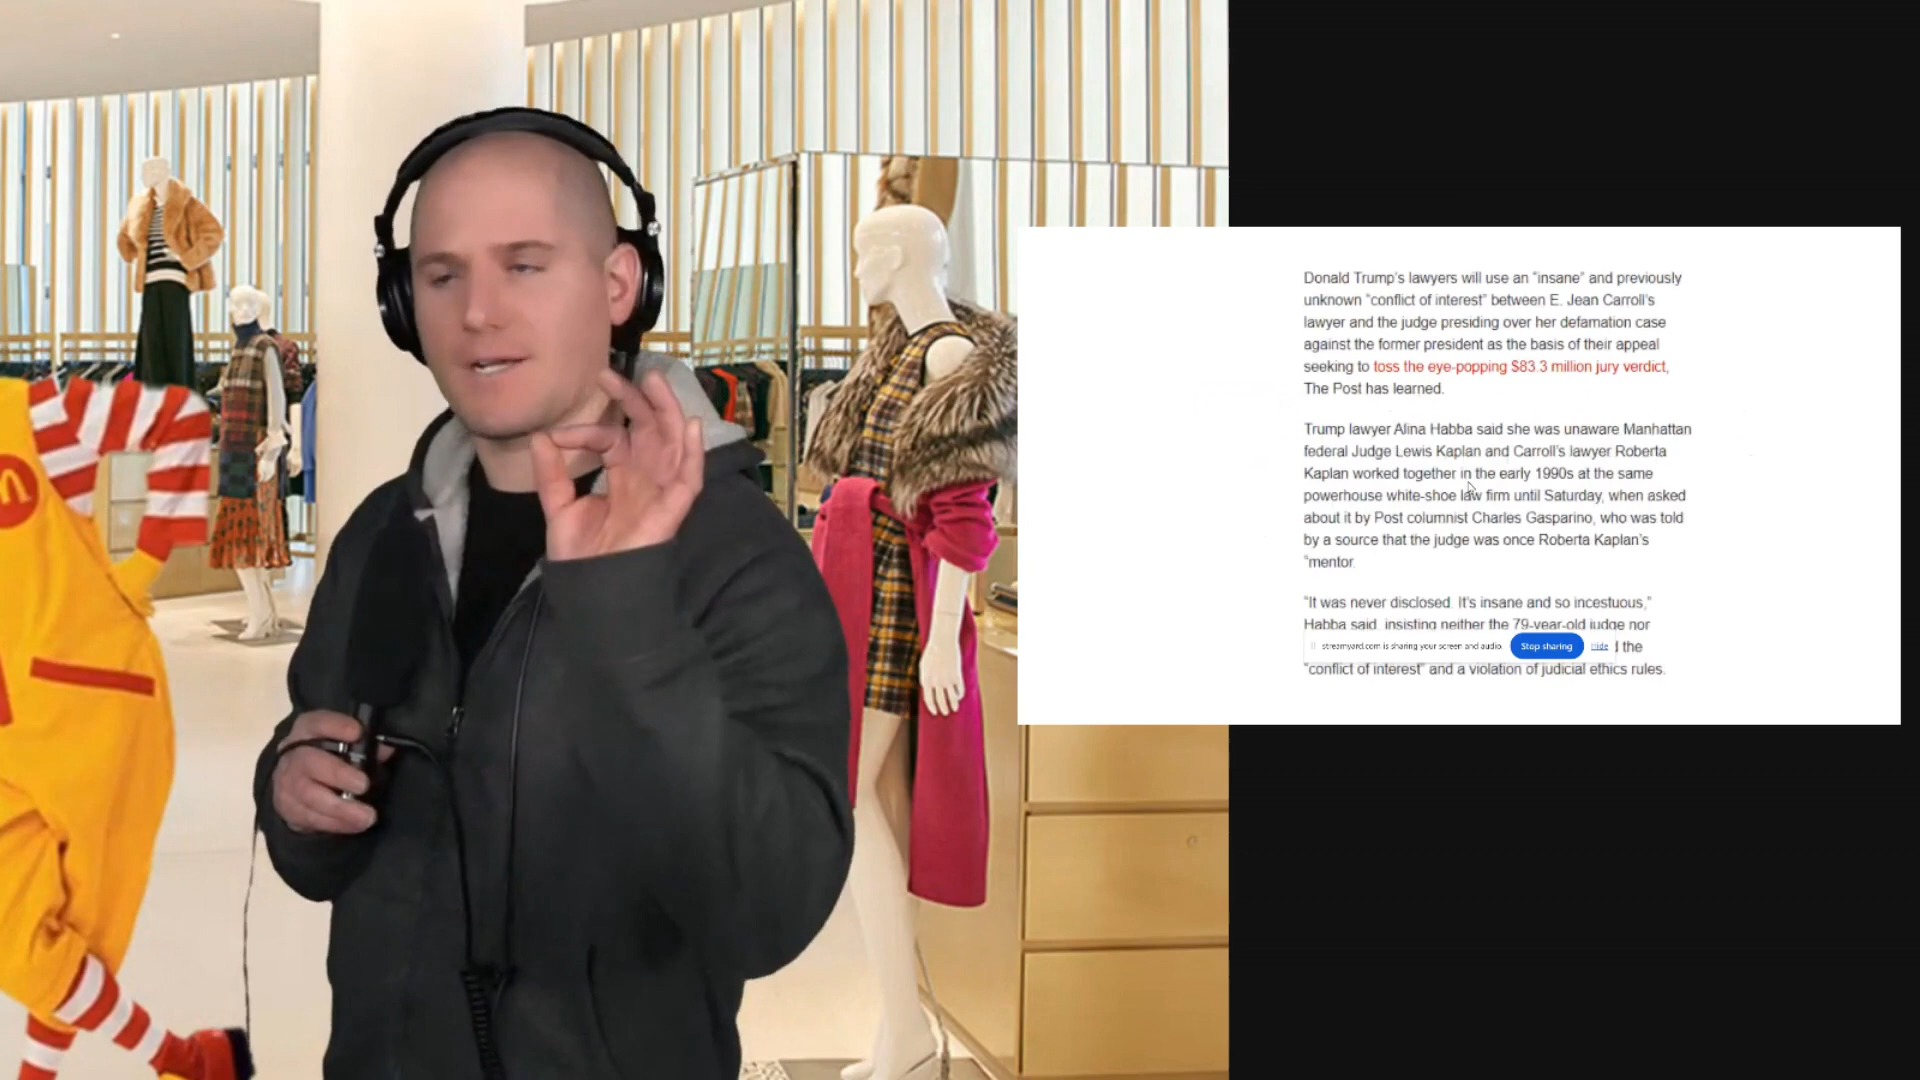 Donald Trump's lawyers will use an “insane” and previously
unknown “conflict of interest” between E. Jean Carroll's
lawyer and the judge presiding over her defamation case
against the former president as the basis of their appeal
seeking to toss the eye-popping $83.3 million jury verdict,
The Post has learned.
Trump lawyer Alina Habba said she was unaware Manhattan
federal Judge Lewis Kaplan and Carroll's lawyer Roberta
Kaplan worked together in the early 1990s at the same
powerhouse white-shoe law firm until Saturday, when asked
about it by Post columnist Charles Gasparino, who was told
by a source that the judge was once Roberta Kaplan's
“mentor.
“It was never disclosed. It's insane and so incestuous,”
Habba said, insisting neither the 79-year-old judge nor
streamyard.com is sharing your screen and audio. Stop sharing Hide the
“conflict of interest” and a violation of judicial ethics rules.